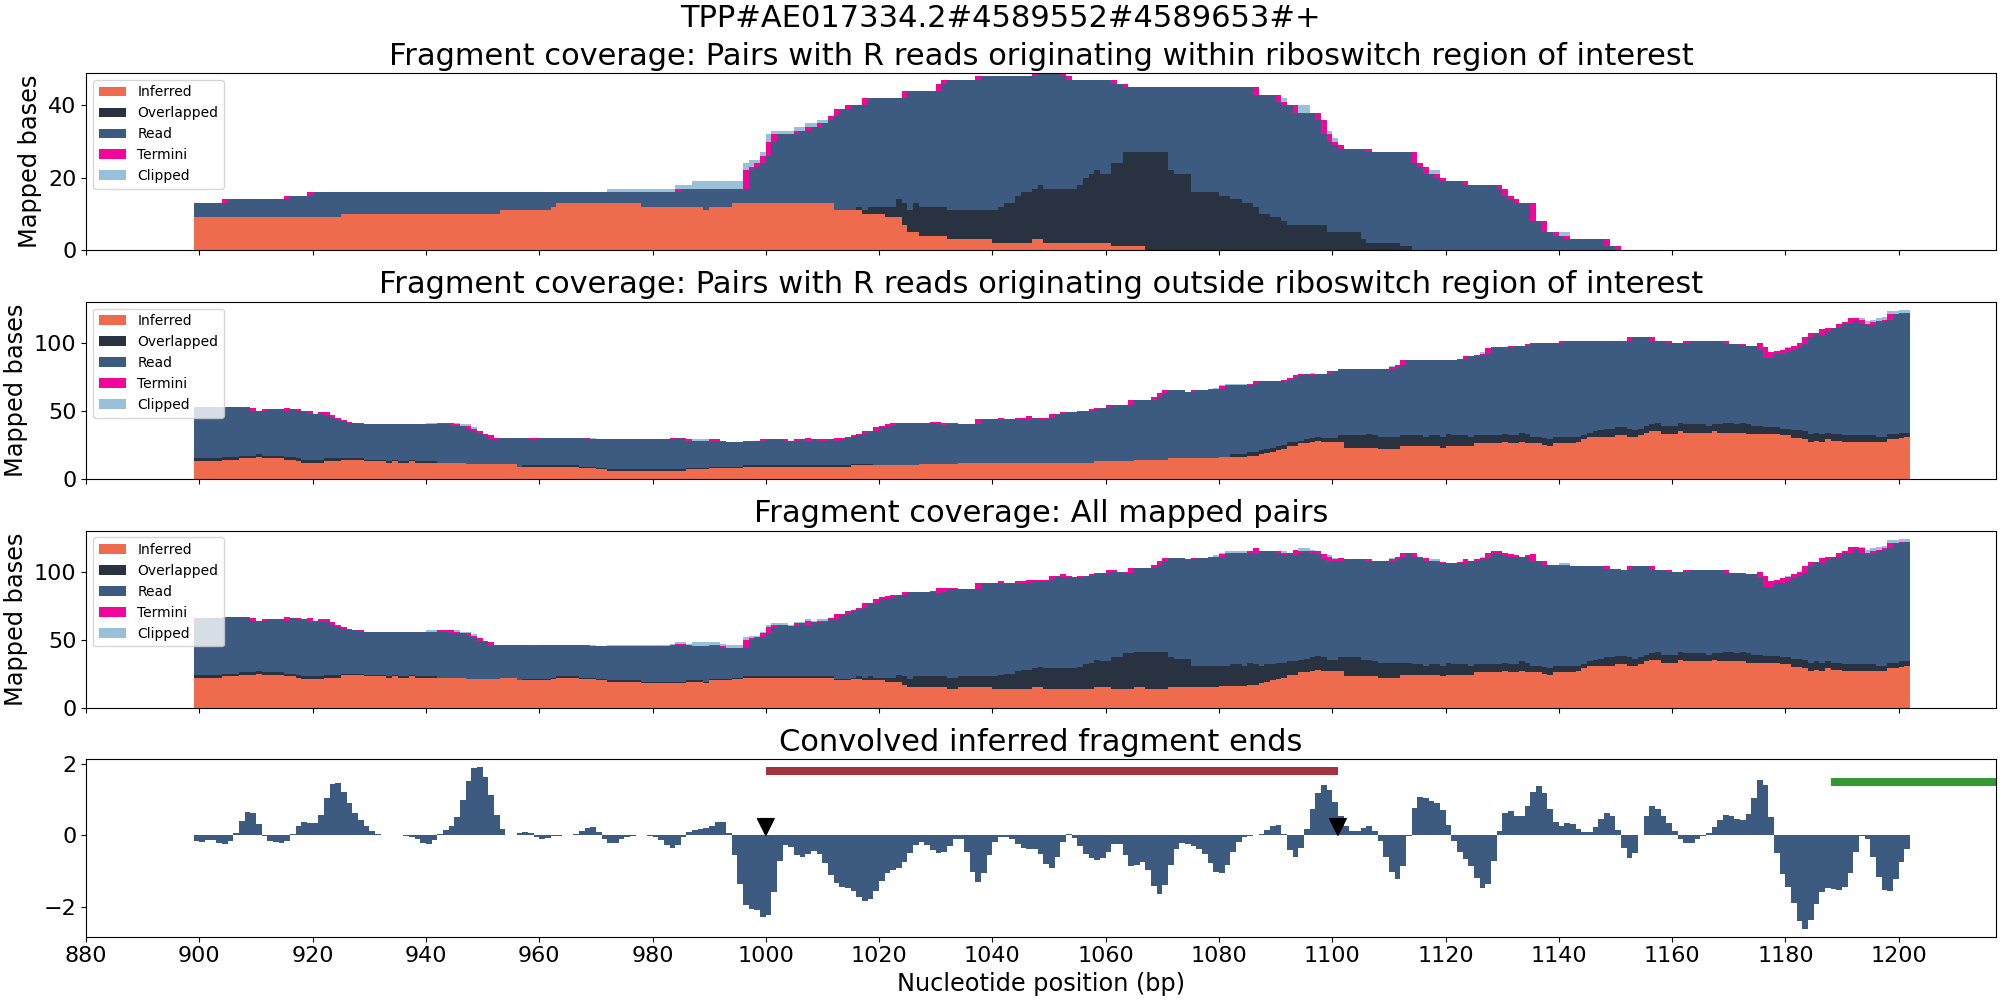 TPP#AE017334.2#4589552#4589653#+
Fragment coverage: Pairs with R reads originating within riboswitch region of interest
Mapped bases
40
20
0
Inferred
Overlapped
Read
Termini
Clipped
Fragment coverage: Pairs with R reads originating outside riboswitch region of interest
Mapped bases
100
50
0
Inferred
Overlapped
Read
Termini
Clipped
Fragment coverage: All mapped pairs
Mapped bases
100
50
0
Inferred
Overlapped
Read
Termini
Clipped
Convolved inferred fragment ends
2
0
−2
880 900 920 940 960 980 1000 1020 1040 1060 1080 1100 1120 1140 1160 1180 1200
Nucleotide position (bp)